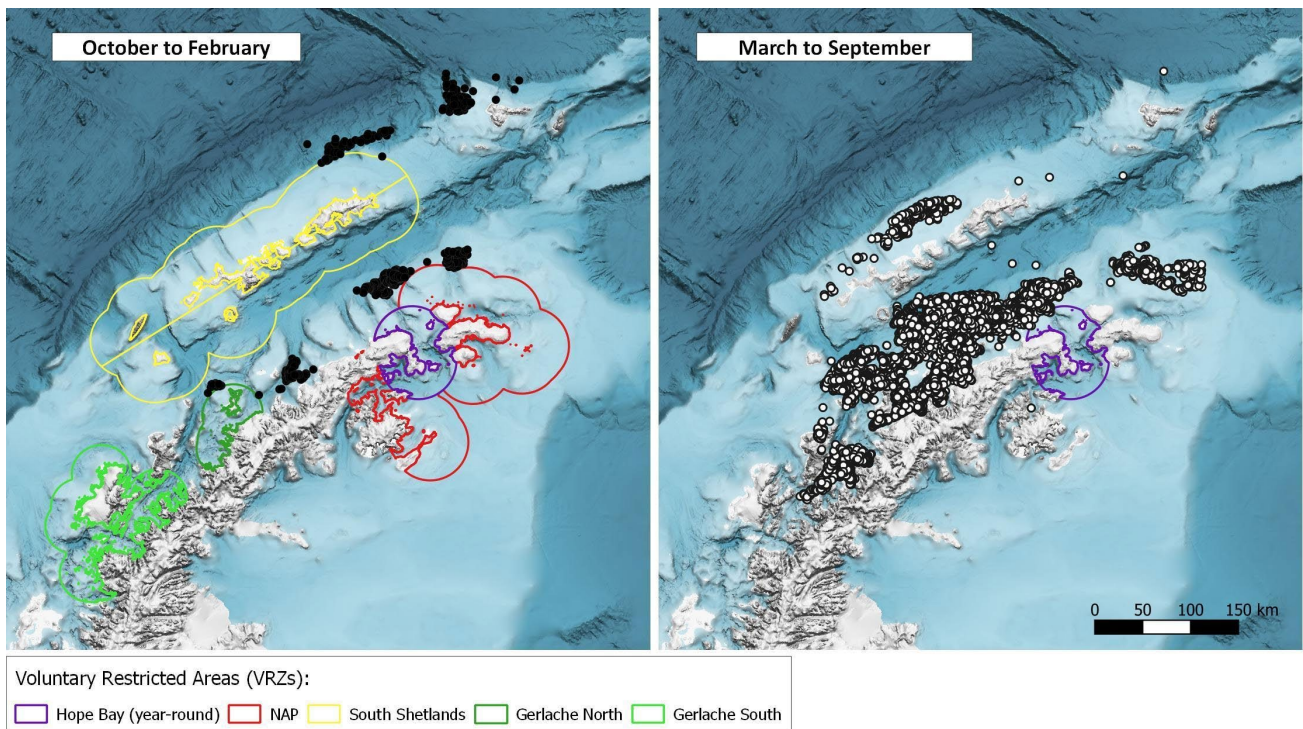 October to February
March to September
0 50 100 150 km
Voluntary Restricted Areas (VRZs):
Hope Bay (year-round) NAP South Shetlands Gerlache North Gerlache South